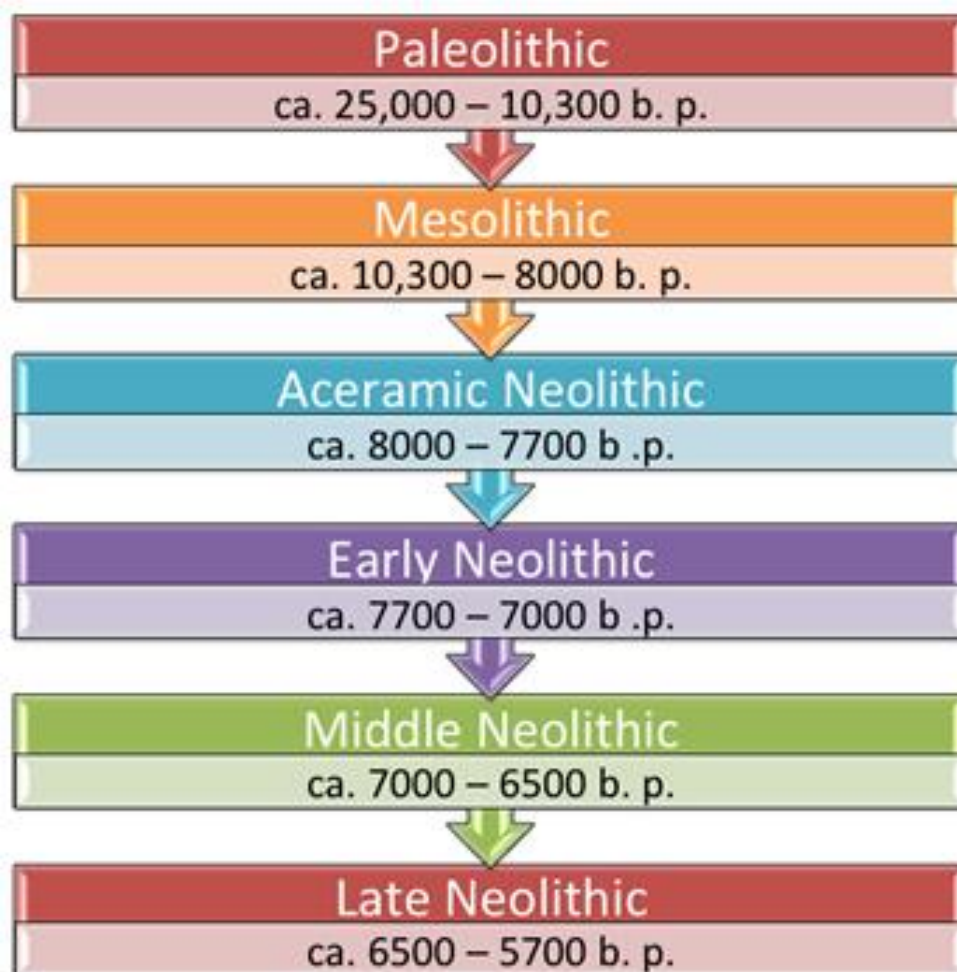 Paleolithic
ca. 25,000 – 10,300 b. p.
Mesolithic
ca. 10,300 – 8000 b. p.
Aceramic Neolithic
ca. 8000 – 7700 b .p.
Early Neolithic
ca. 7700 – 7000 b .p.
Middle Neolithic
ca. 7000 – 6500 b. p.
Late Neolithic
ca. 6500 – 5700 b. p.